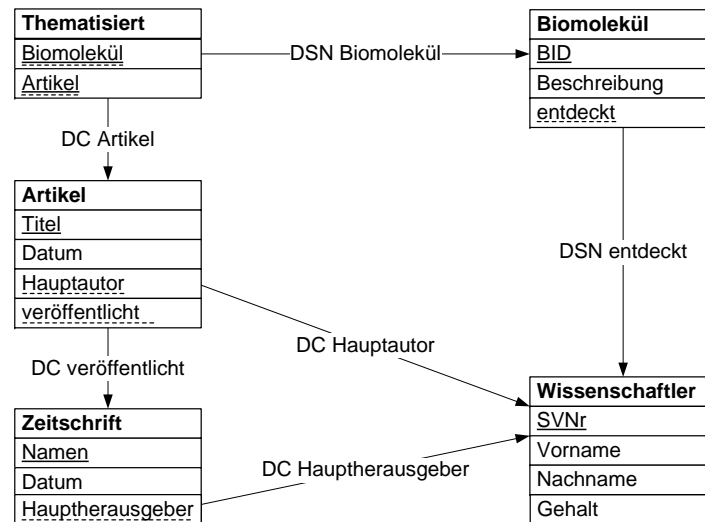 Thematisiert
Biomolekül
Artikel
DSN Biomolekül
Biomolekül
BID
Beschreibung
entdeckt
DC Artikel
Artikel
Titel
Datum
Hauptautor
veröffentlicht
DSN entdeckt
DC Hauptautor
DC veröffentlicht
Zeitschrift
Namen
Datum
Hauptherausgeber
DC Hauptherausgeber
Wissenschaftler
SVNr
Vorname
Nachname
Gehalt